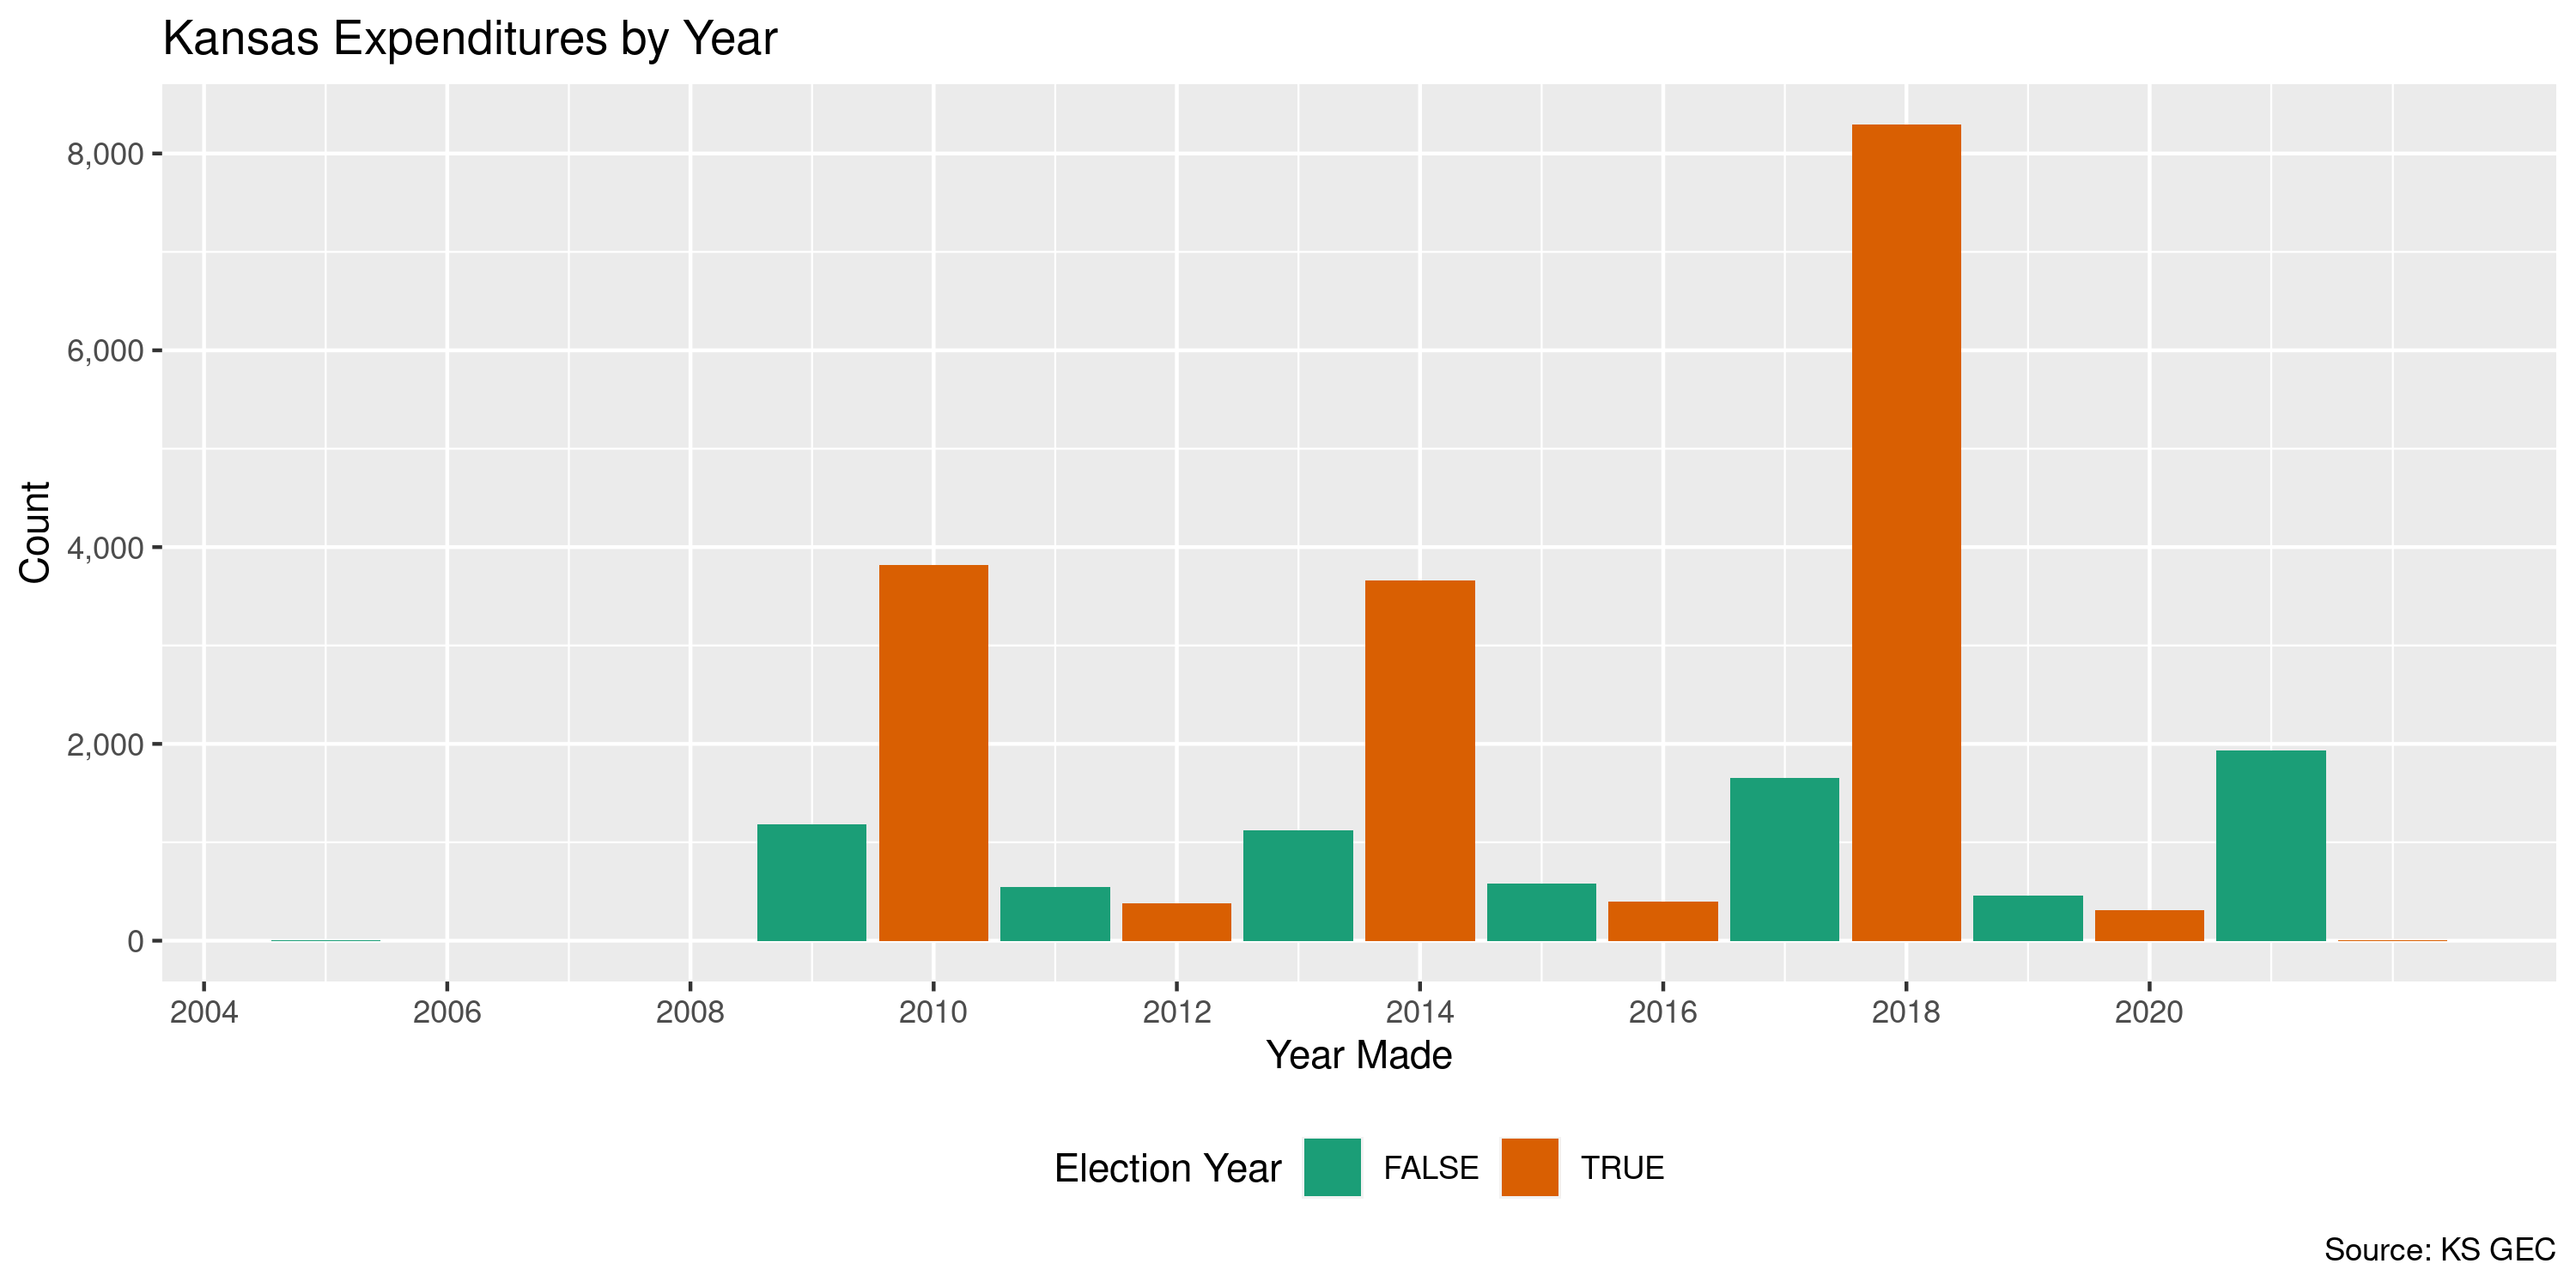 Kansas Expenditures by Year
Count
8,000
6,000
4,000
2,000
0
2004 2006 2008 2010 2012 2014 2016 2018 2020
Year Made
Election Year FALSE TRUE
Source: KS GEC